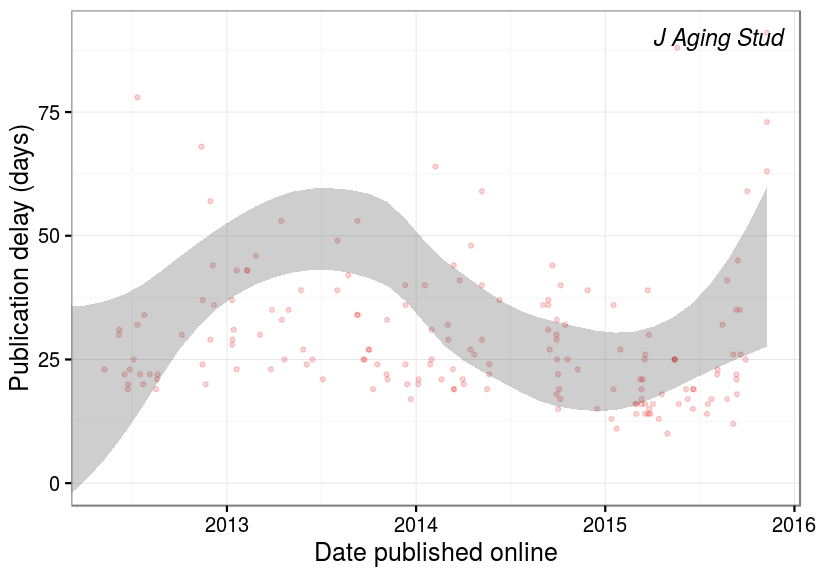 J Aging Stud
Publication delay (days)
75
50
25
0
2013
2014
2015
2016
Date published online